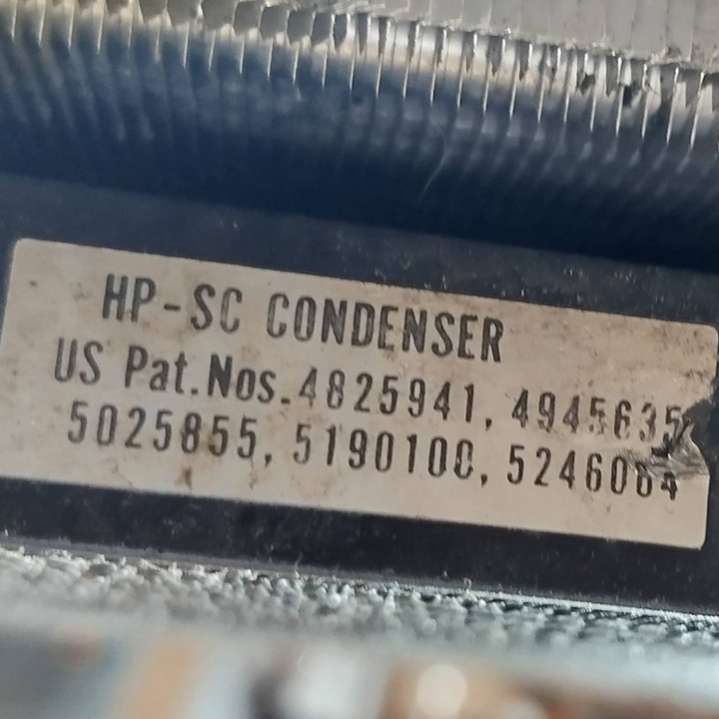 HP-SC CONDENSER
US Pat.Nos.4825941, 4945635
5025855, 5190100, 5246064